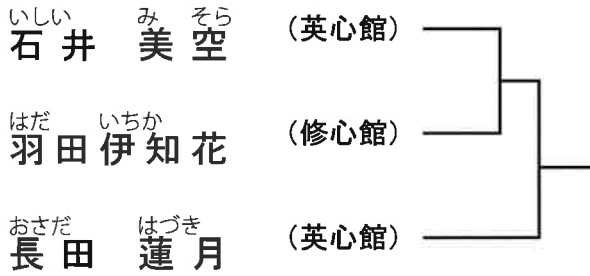 いしい みそら
石井 美空 (英心館)
はだ いちか
羽田伊知花 (修心館)
おさだ はづき
長田 蓮月 (英心館)